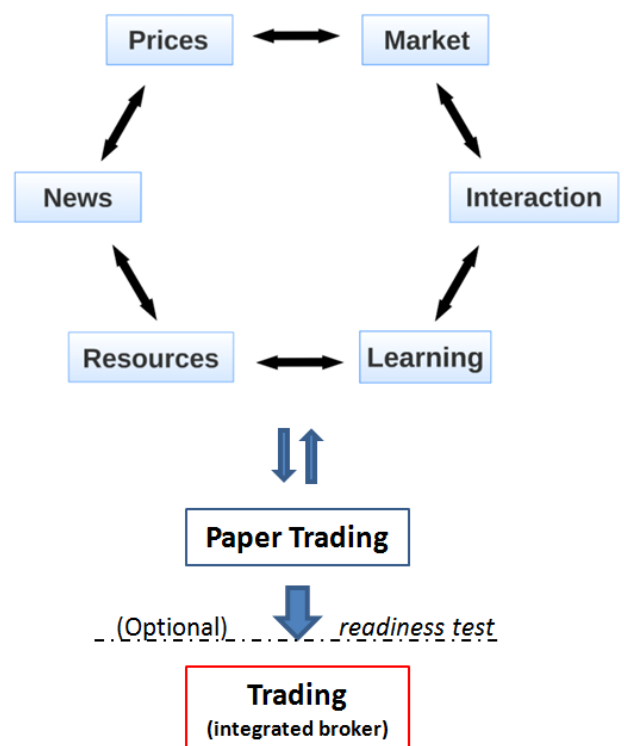 Prices
Market
News
Interaction
Resources
Learning
Paper Trading
(Optional) readiness test
Trading
(integrated broker)